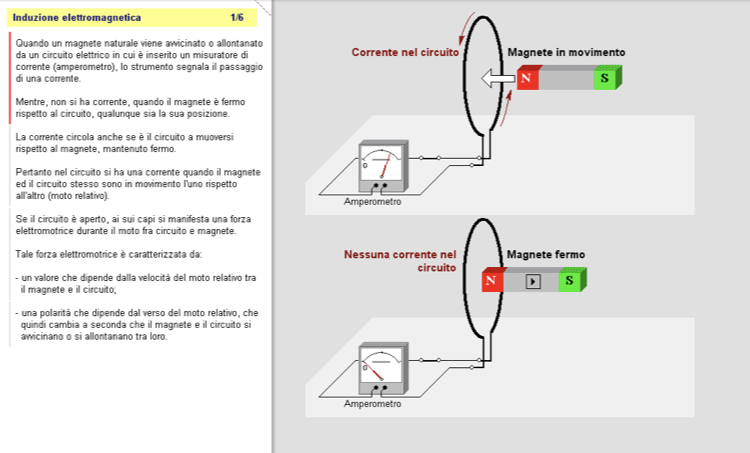 Induzione elettromagnetica 1/6
Quando un magnete naturale viene avvicinato o allontanato
da un circuito elettrico in cui è inserito un misuratore di
corrente (amperometro), lo strumento segnala il passaggio
di una corrente.
Mentre, non si ha corrente, quando il magnete è fermo
rispetto al circuito, qualunque sia la sua posizione.
La corrente circola anche se è il circuito a muoversi
rispetto al magnete, mantenuto fermo.
Pertanto nel circuito si ha una corrente quando il magnete
ed il circuito stesso sono in movimento l'uno rispetto
all'altro (moto relativo).
Se il circuito è aperto, ai sui capi si manifesta una forza
elettromotrice durante il moto fra circuito e magnete.
Tale forza elettromotrice è caratterizzata da:
- un valore che dipende dalla velocità del moto relativo tra
il magnete e il circuito;
- una polarità che dipende dal verso del moto relativo, che
quindi cambia a seconda che il magnete e il circuito si
avvicinano o si allontanano tra loro.
Corrente nel circuito
Magnete in movimento
N
S
0
Amperometro
Nessuna corrente nel
circuito
Magnete fermo
N
S
0
Amperometro